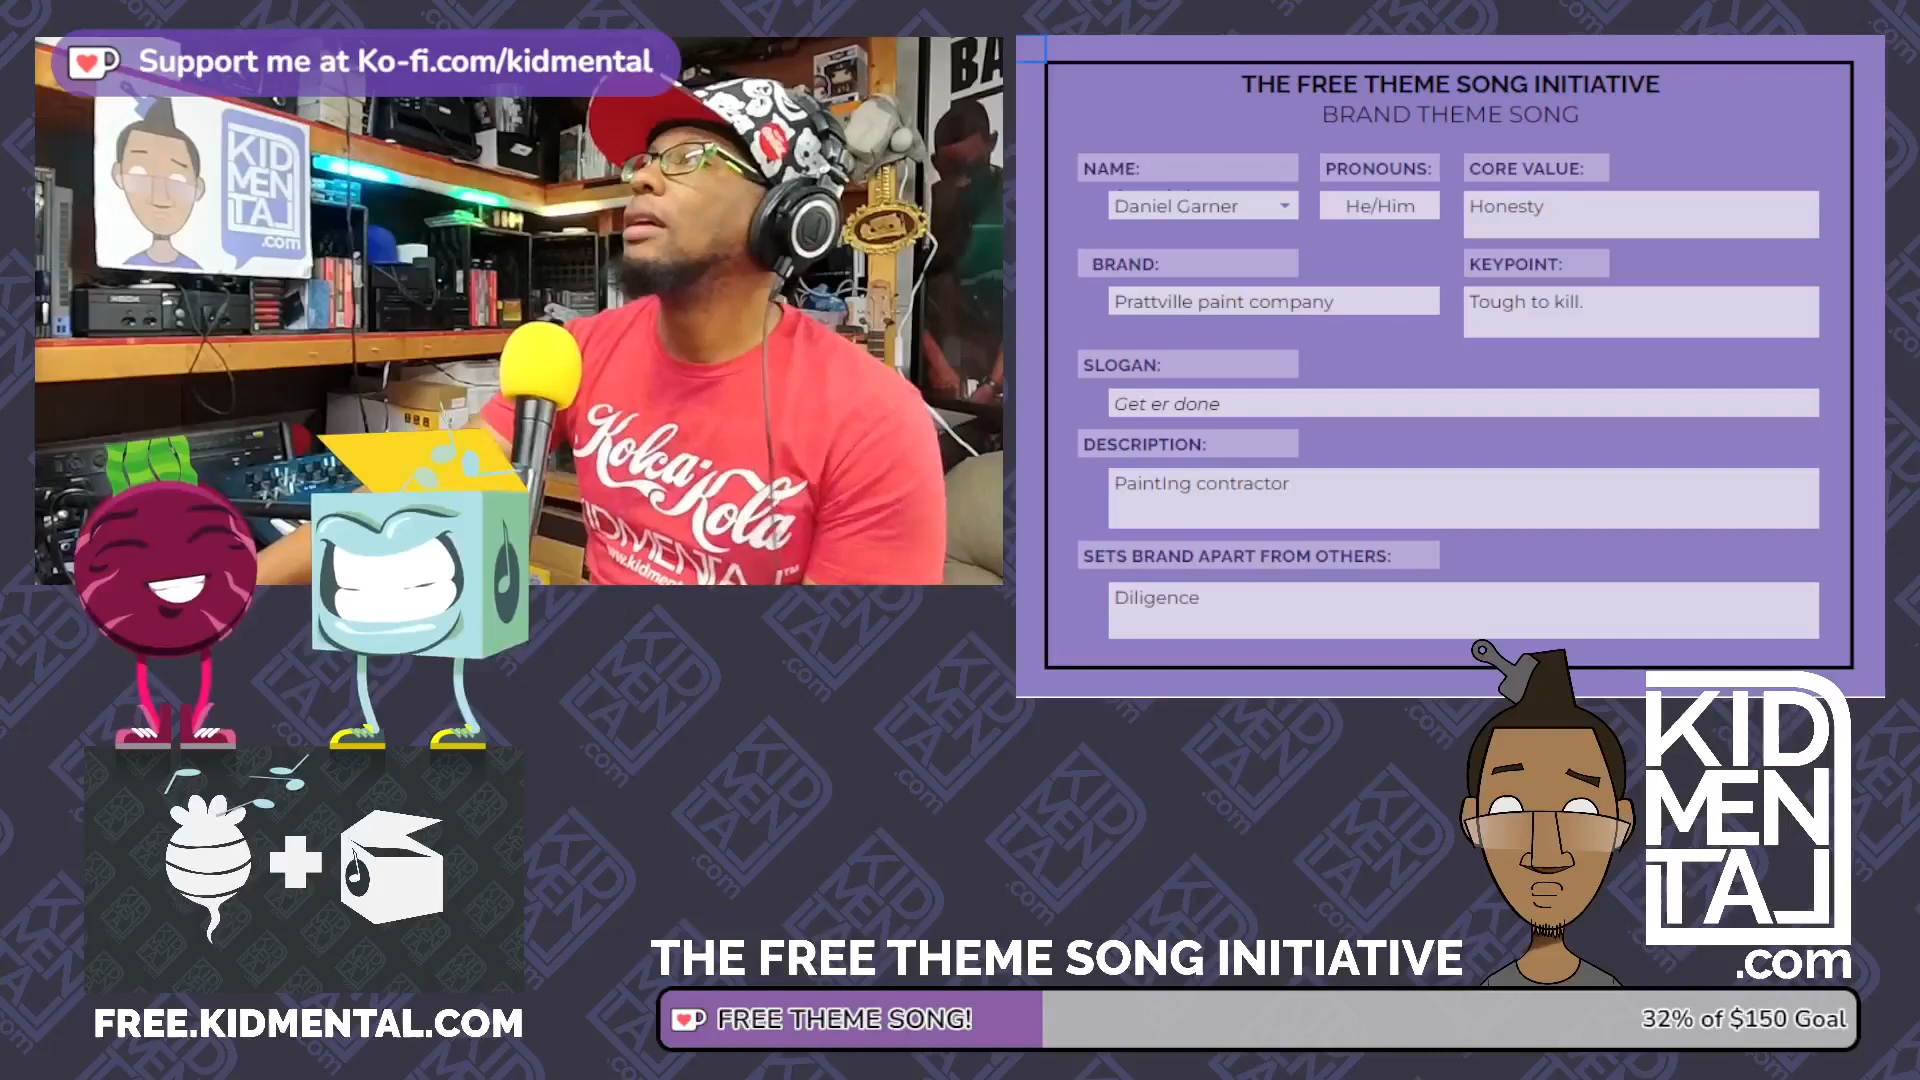 Support me at Ko-fi.com/kidmental
KID
MEN
TAL
.com
BA
Kolca-Kola
KIDMENTAL™
THE FREE THEME SONG INITIATIVE
BRAND THEME SONG
NAME:
PRONOUNS:
CORE VALUE:
Daniel Garner
He/Him
Honesty
BRAND:
KEYPOINT:
Prattville paint company
Tough to kill.
SLOGAN:
Get er done
DESCRIPTION:
PaintIng contractor
SETS BRAND APART FROM OTHERS:
Diligence
KID
MEN
TAL
.com
THE FREE THEME SONG INITIATIVE
FREE.KIDMENTAL.COM
FREE THEME SONG!
32% of $150 Goal